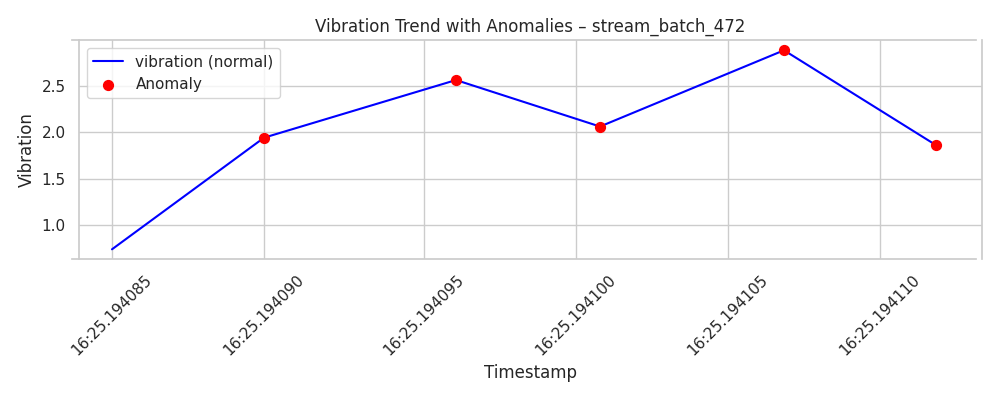 Vibration Trend with Anomalies – stream_batch_472
vibration (normal)
Anomaly
Vibration
2.5
2.0
1.5
1.0
16:25.194085
16:25.194090
16:25.194095
16:25.194100
16:25.194105
16:25.194110
Timestamp